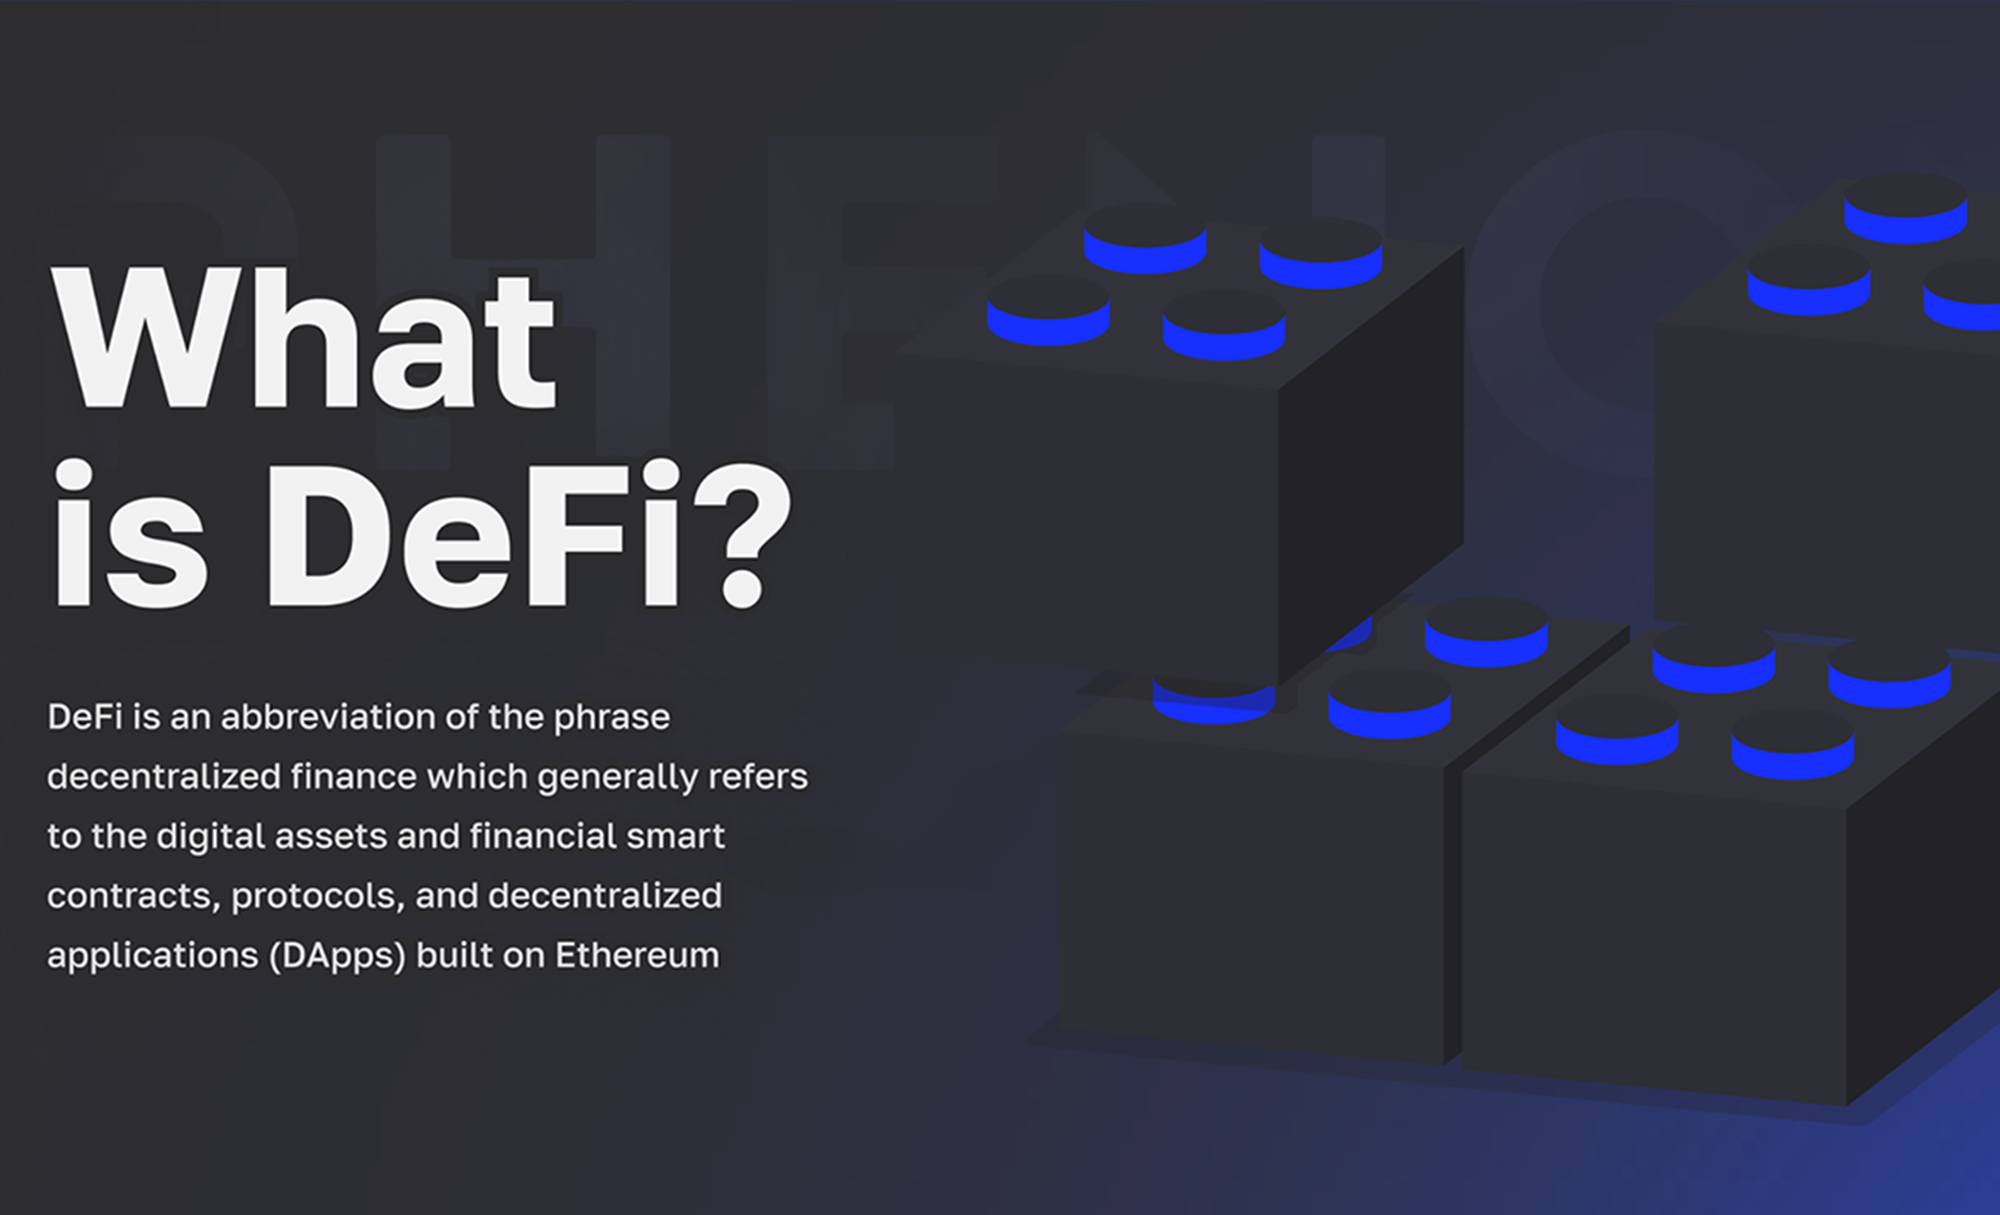 PHENO
What
is DeFi?
DeFi is an abbreviation of the phrase
decentralized finance which generally refers
to the digital assets and financial smart
contracts, protocols, and decentralized
applications (DApps) built on Ethereum